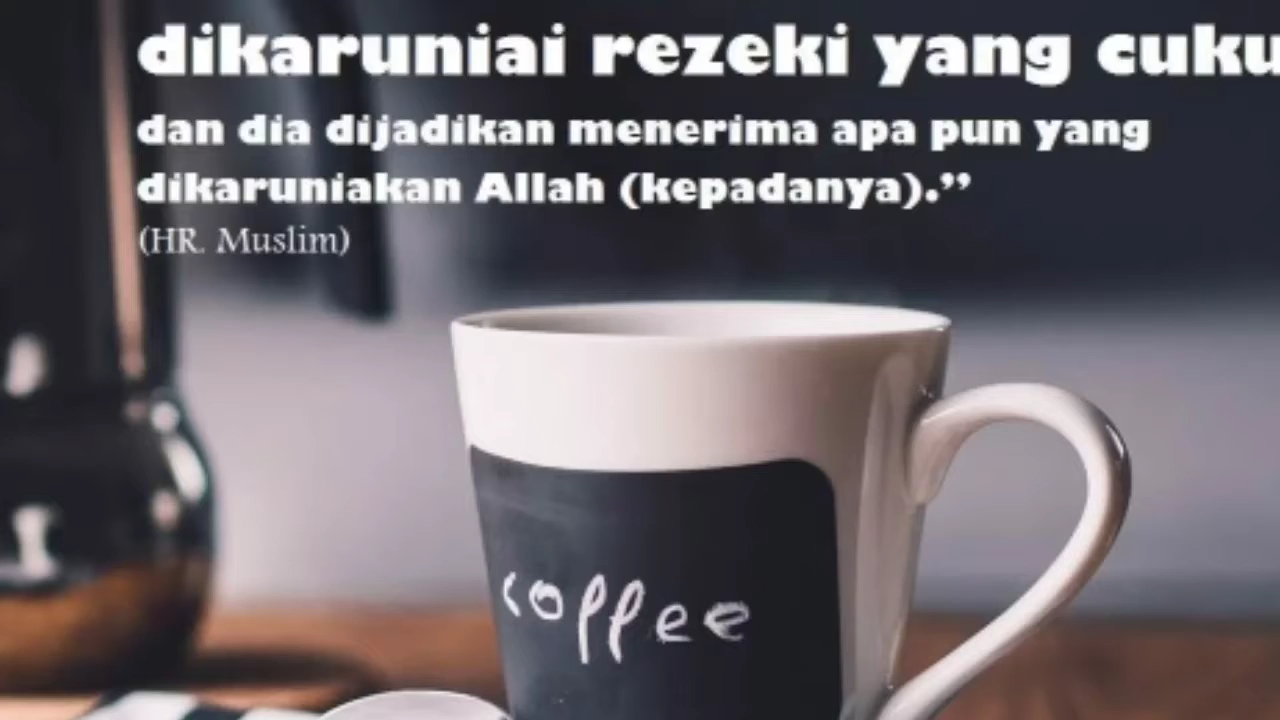 dikaruniai rezeki yang cuku
dan dia dijadikan menerima apa pun yang
dikaruniakan Allah (kepadanya).”
(HR. Muslim)
coffee